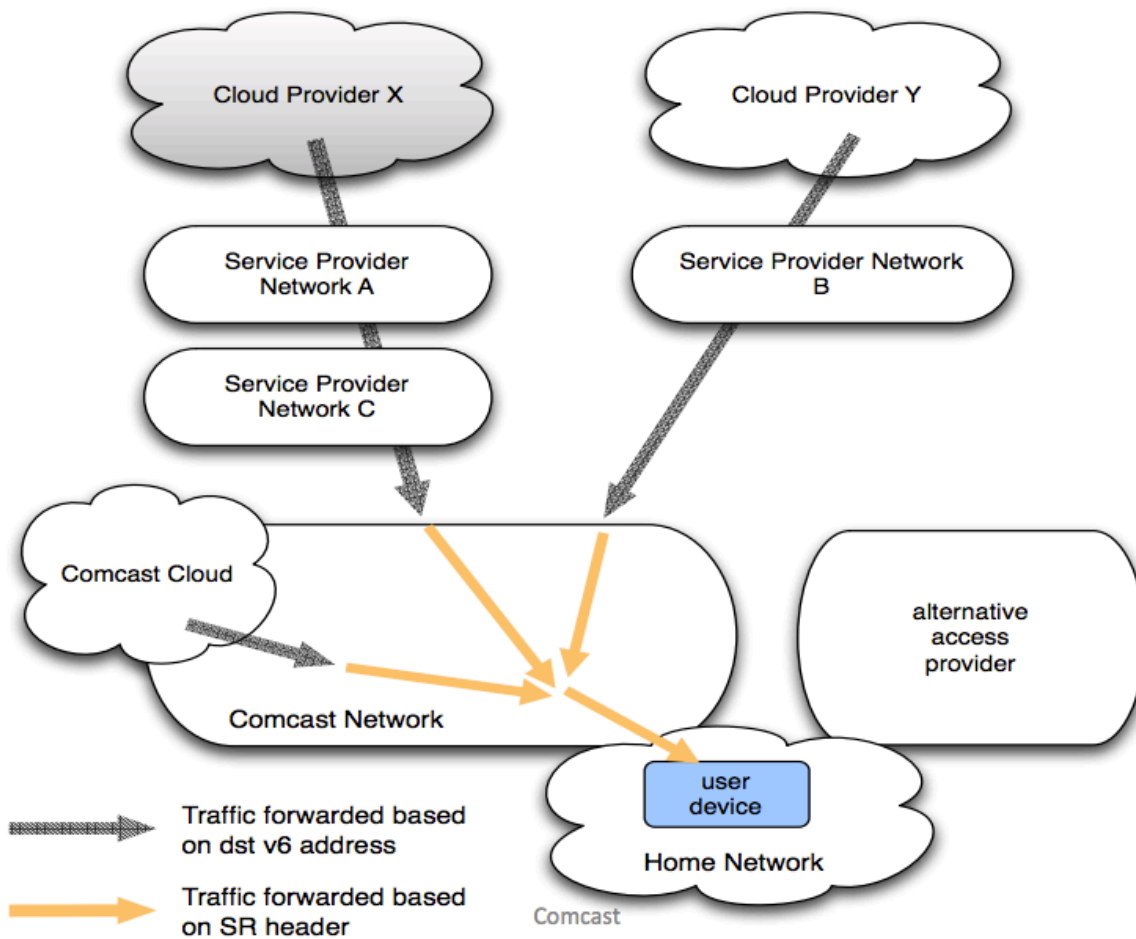 Cloud Provider X
Cloud Provider Y
Service Provider
Network A
Service Provider Network
B
Service Provider
Network C
Comcast Cloud
alternative
access
provider
Comcast Network
user
device
Home Network
Traffic forwarded based
on dst v6 address
Traffic forwarded based
on SR header
Comcast